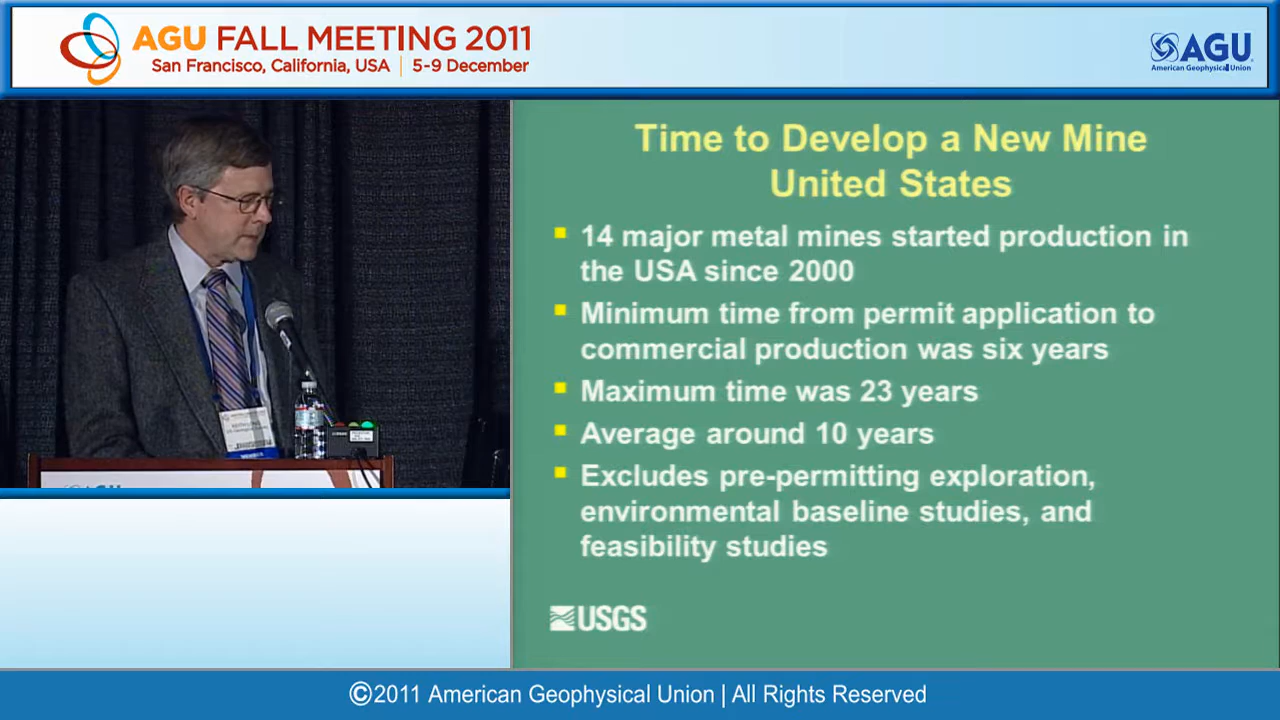 AGU FALL MEETING 2011
San Francisco, California, USA | 5-9 December
AGU
American Geophysical Union
Time to Develop a New Mine
United States
14 major metal mines started production in
the USA since 2000
Minimum time from permit application to
commercial production was six years
Maximum time was 23 years
Average around 10 years
Excludes pre-permitting exploration,
environmental baseline studies, and
feasibility studies
USGS
©2011 American Geophysical Union | All Rights Reserved